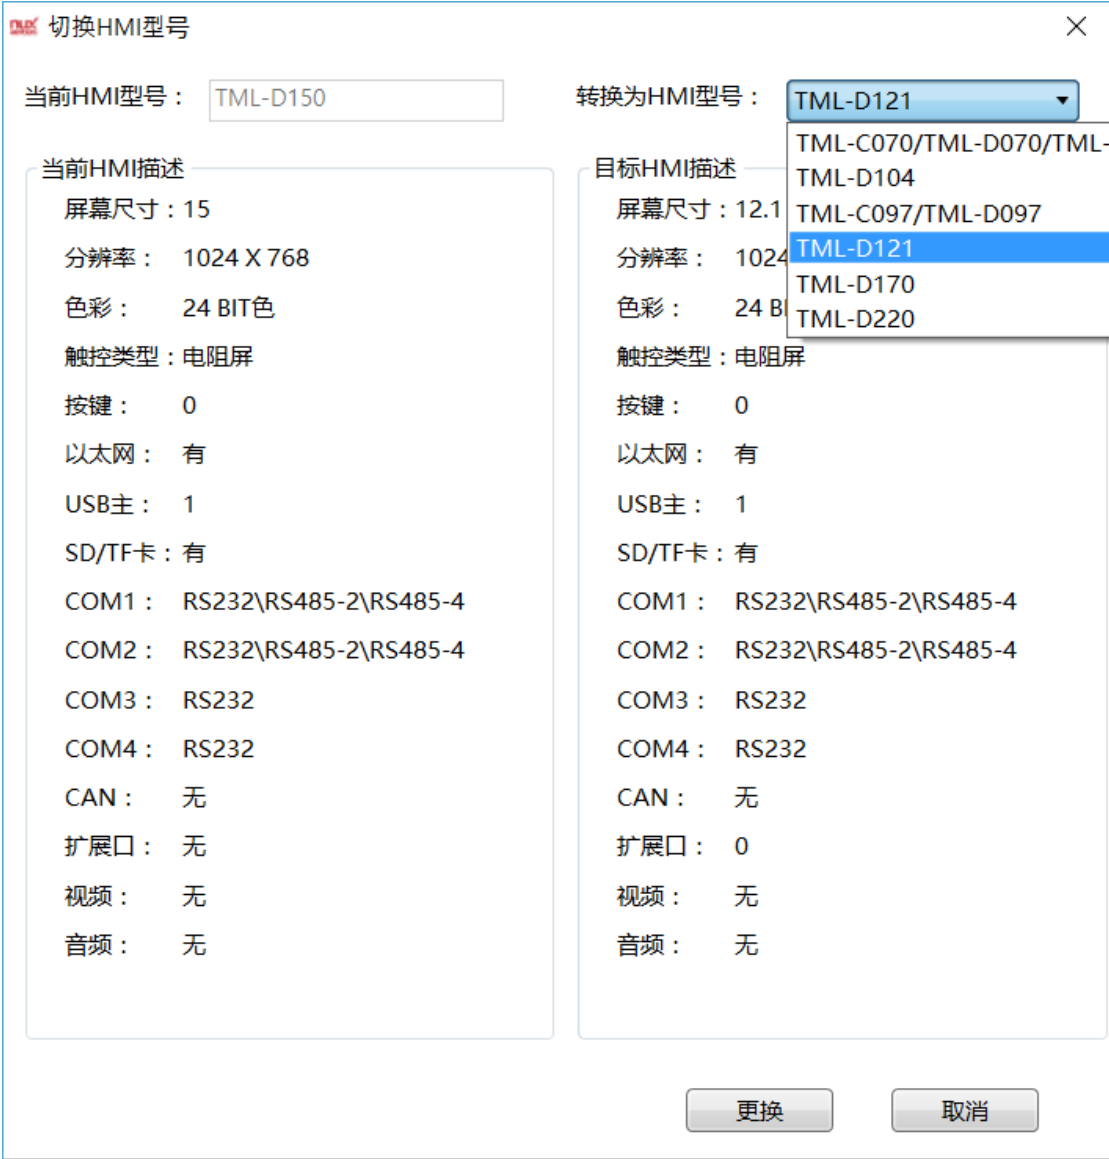 切换HMI型号
当前HMI型号： TML-D150 转换为HMI型号： TML-D121
TML-C070/TML-D070/TML-
TML-D104
TML-C097/TML-D097
TML-D121
TML-D170
TML-D220
当前HMI描述
屏幕尺寸：15
分辨率： 1024 X 768
色彩： 24 BIT色
触控类型：电阻屏
按键： 0
以太网： 有
USB主： 1
SD/TF卡：有
COM1： RS232\RS485-2\RS485-4
COM2： RS232\RS485-2\RS485-4
COM3： RS232
COM4： RS232
CAN： 无
扩展口： 无
视频： 无
音频： 无
目标HMI描述
屏幕尺寸：12.1
分辨率： 1024
色彩： 24 B
触控类型：电阻屏
按键： 0
以太网： 有
USB主： 1
SD/TF卡：有
COM1： RS232\RS485-2\RS485-4
COM2： RS232\RS485-2\RS485-4
COM3： RS232
COM4： RS232
CAN： 无
扩展口： 0
视频： 无
音频： 无
更换 取消